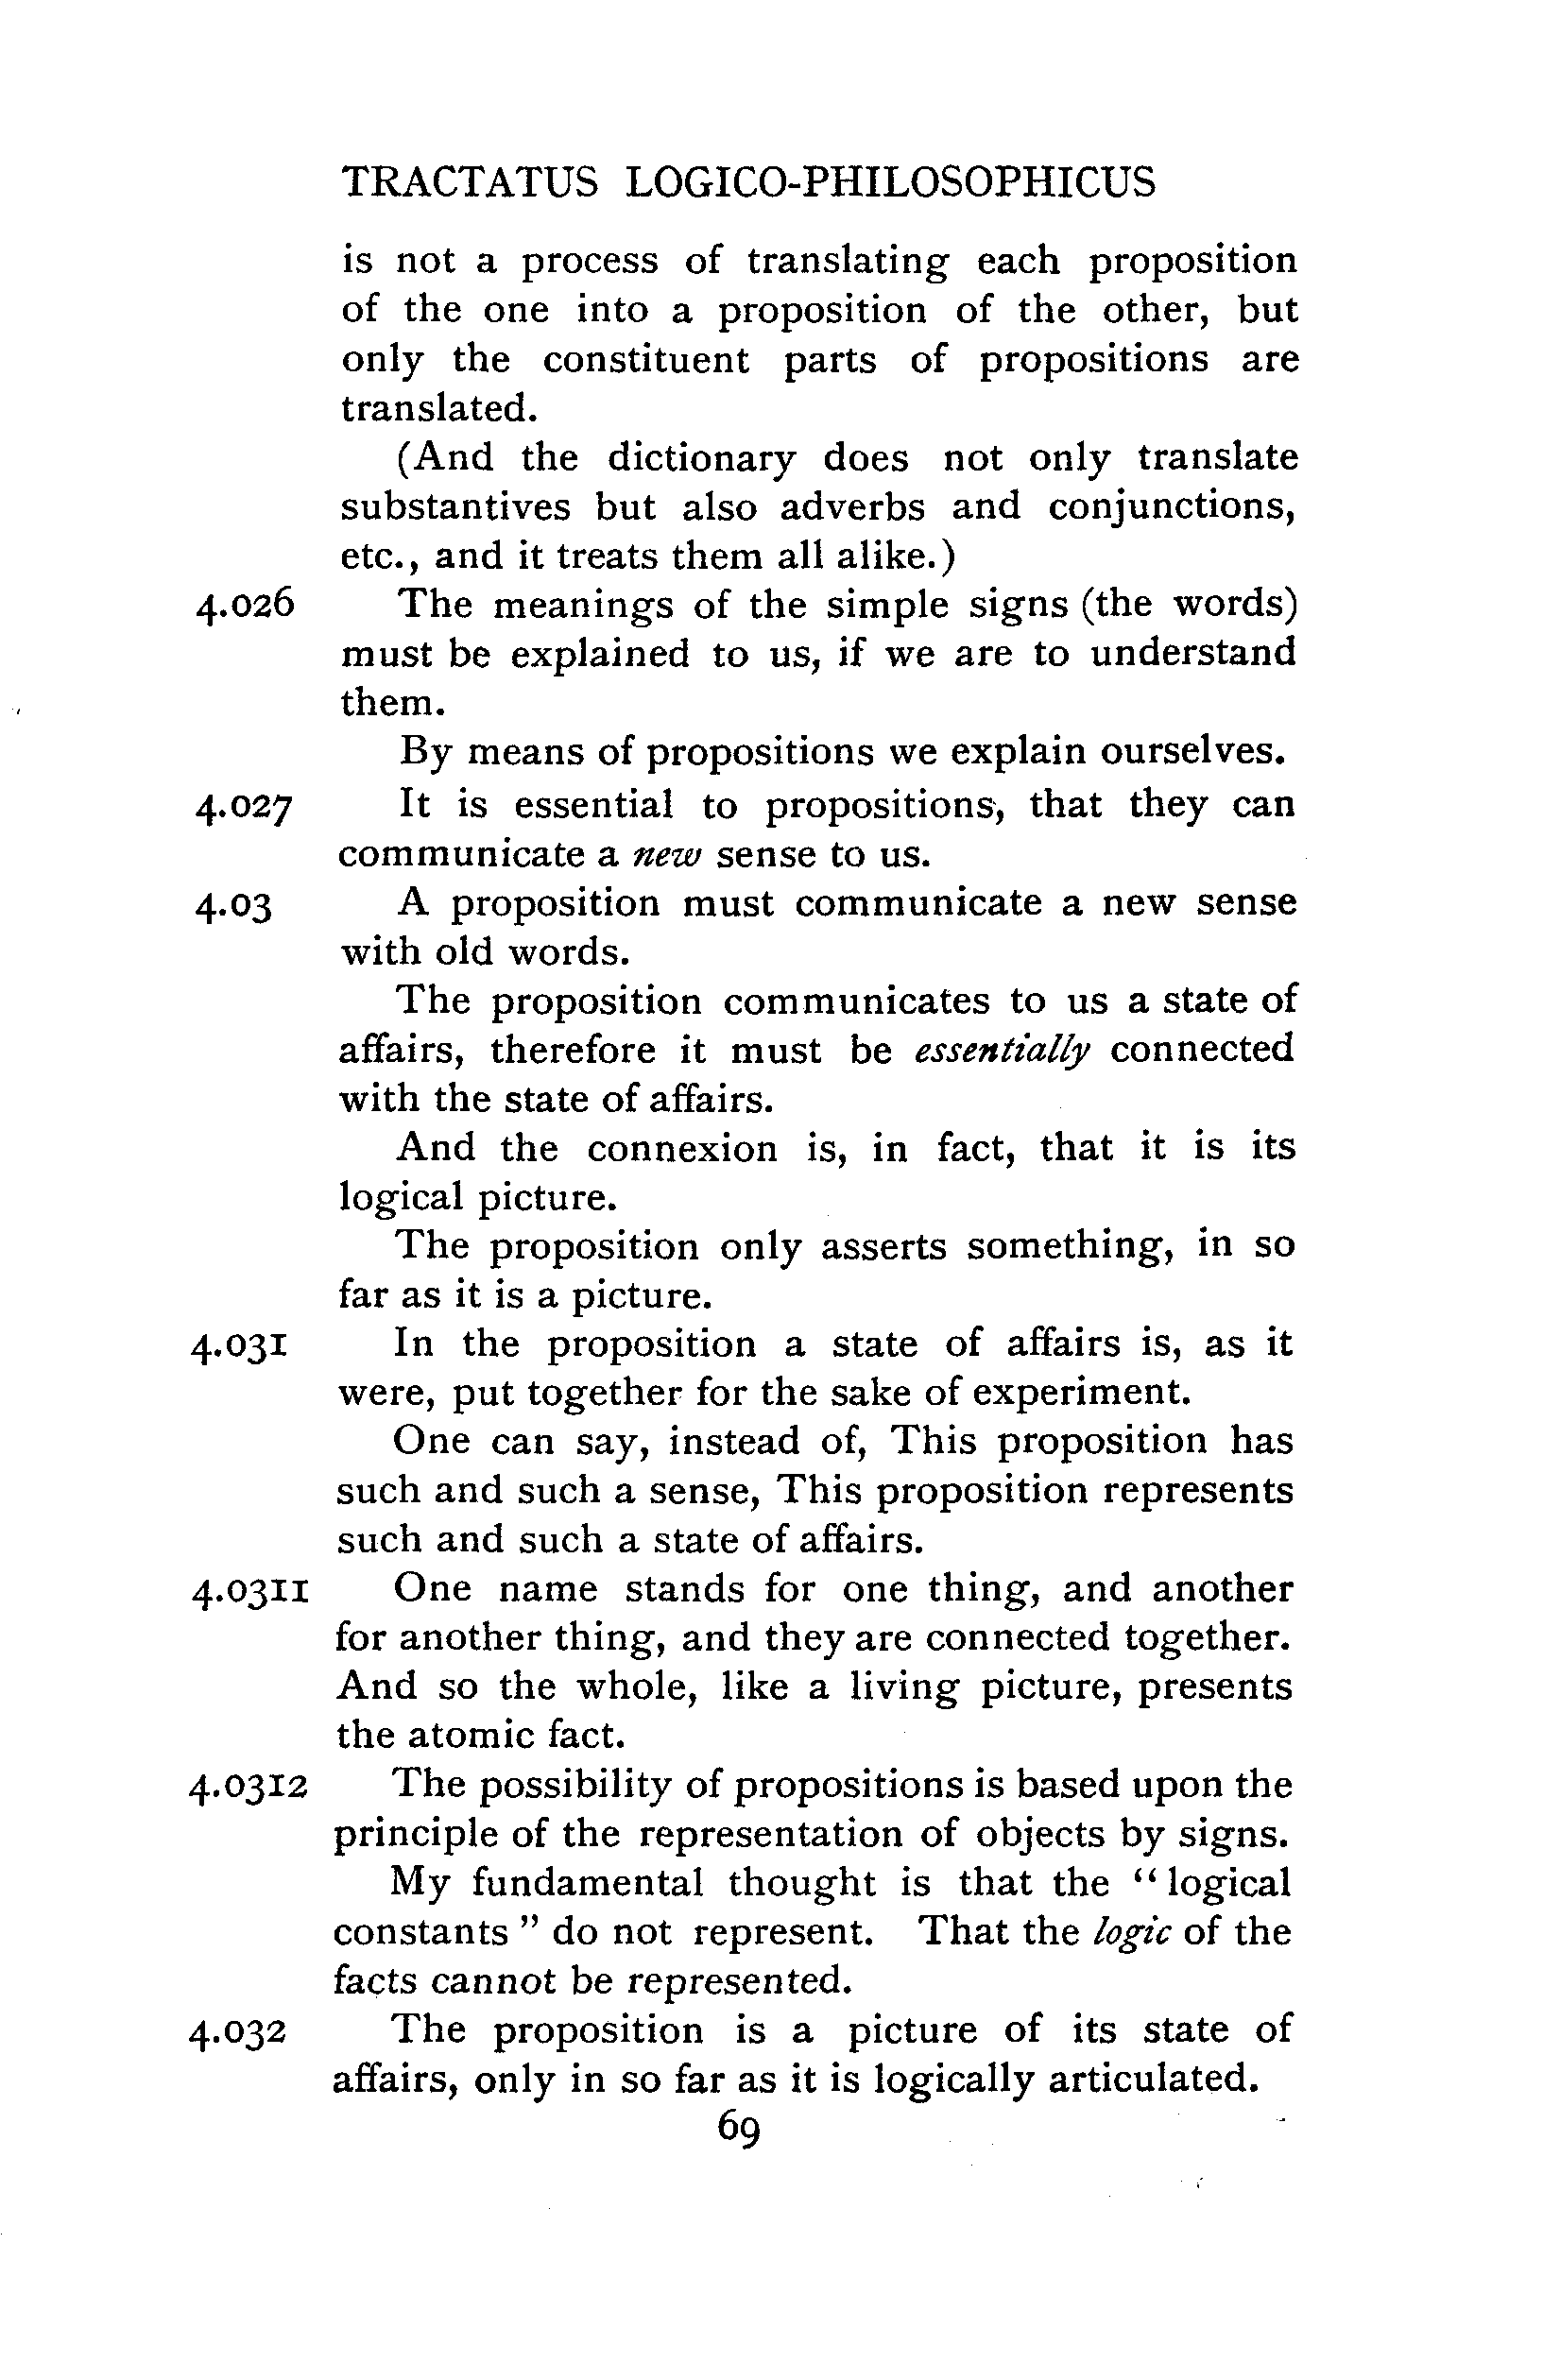 TRACTATUS LOGICO-PHILOSOPHICUS
is not a process of translating each proposition
of the one into a proposition of the other, but
only the constituent parts of propositions are
translated.
(And the dictionary does not only translate
substantives but also adverbs and conjunctions,
etc., and it treats them all alike.)
4.026 The meanings of the simple signs (the words)
must be explained to us, if we are to understand
them.
By means of propositions we explain ourselves.
4.027 It is essential to propositions, that they can
communicate a new sense to us.
4.03 A proposition must communicate a new sense
with old words.
The proposition communicates to us a state of
affairs, therefore it must be essentially connected
with the state of affairs.
And the connexion is, in fact, that it is its
logical picture.
The proposition only asserts something, in so
far as it is a picture.
4.031 In the proposition a state of affairs is, as it
were, put together for the sake of experiment.
One can say, instead of, This proposition has
such and such a sense, This proposition represents
such and such a state of affairs.
4.0311 One name stands for one thing, and another
for another thing, and they are connected together.
And so the whole, like a living picture, presents
the atomic fact.
4.0312 The possibility of propositions is based upon the
principle of the representation of objects by signs.
My fundamental thought is that the “logical
constants” do not represent. That the logic of the
facts cannot be represented.
4.032 The proposition is a picture of its state of
affairs, only in so far as it is logically articulated.
69